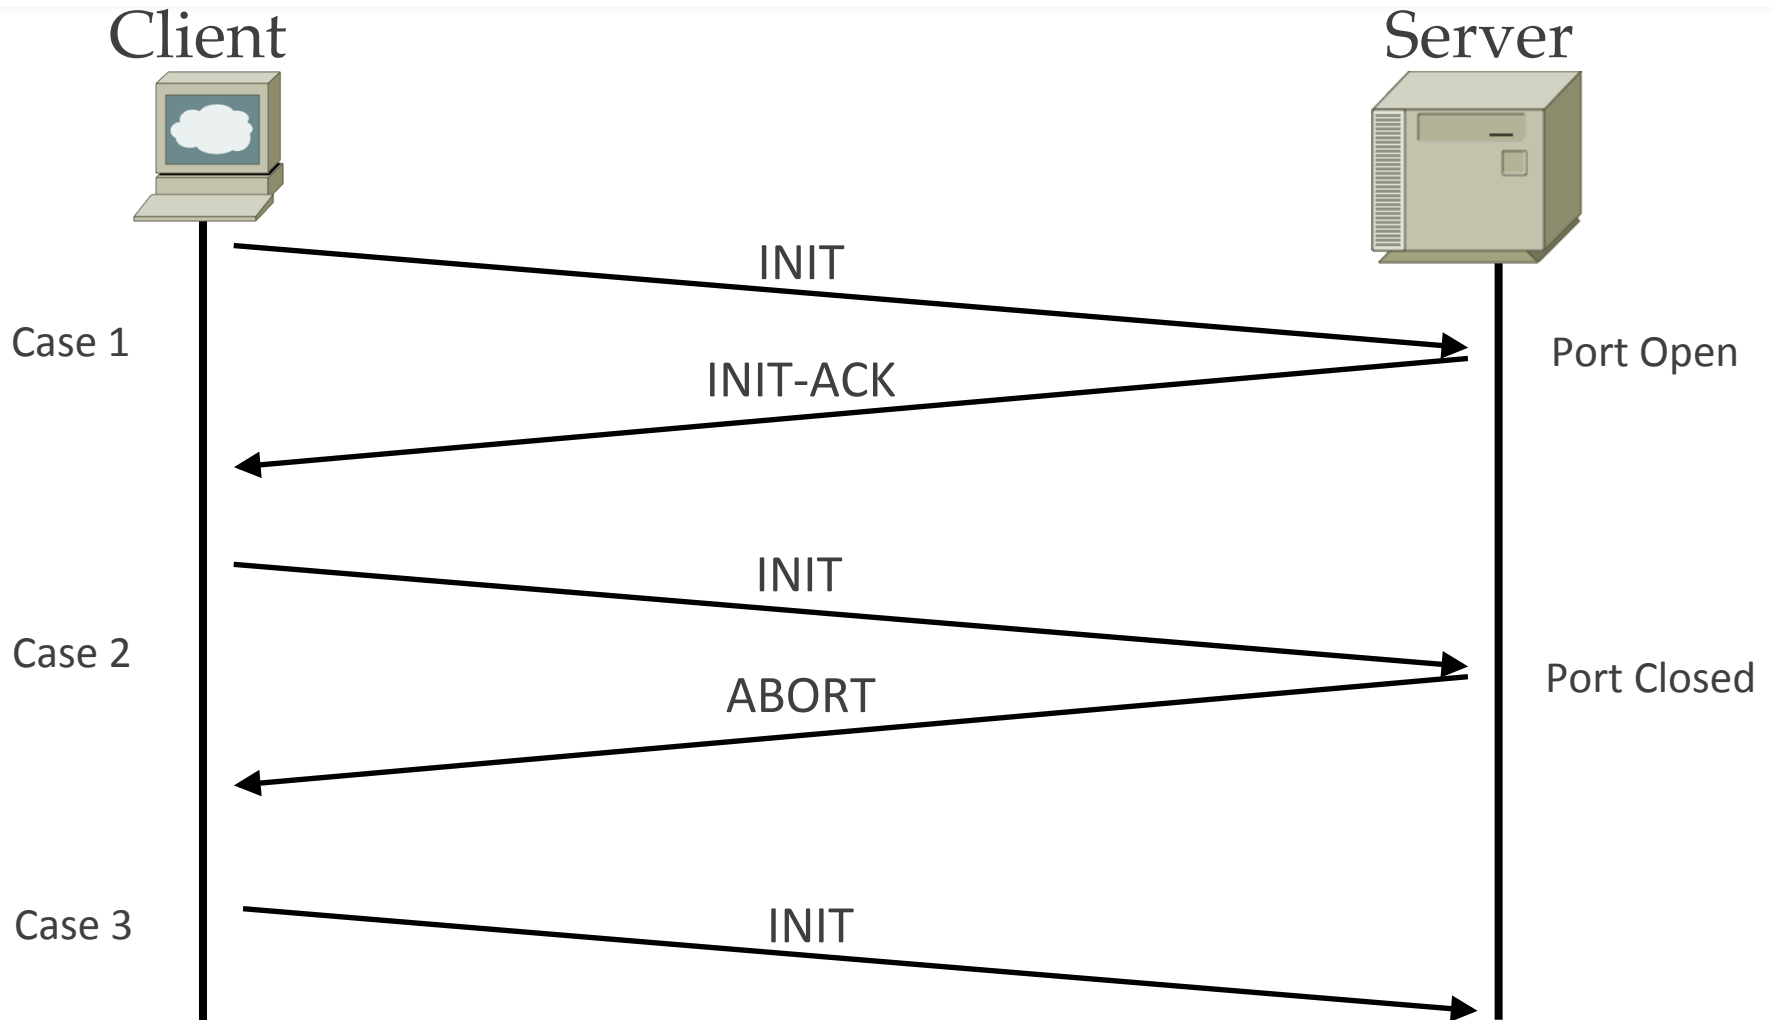 Client
Server
INIT
Case 1
Port Open
INIT-ACK
INIT
Case 2
Port Closed
ABORT
Case 3
INIT